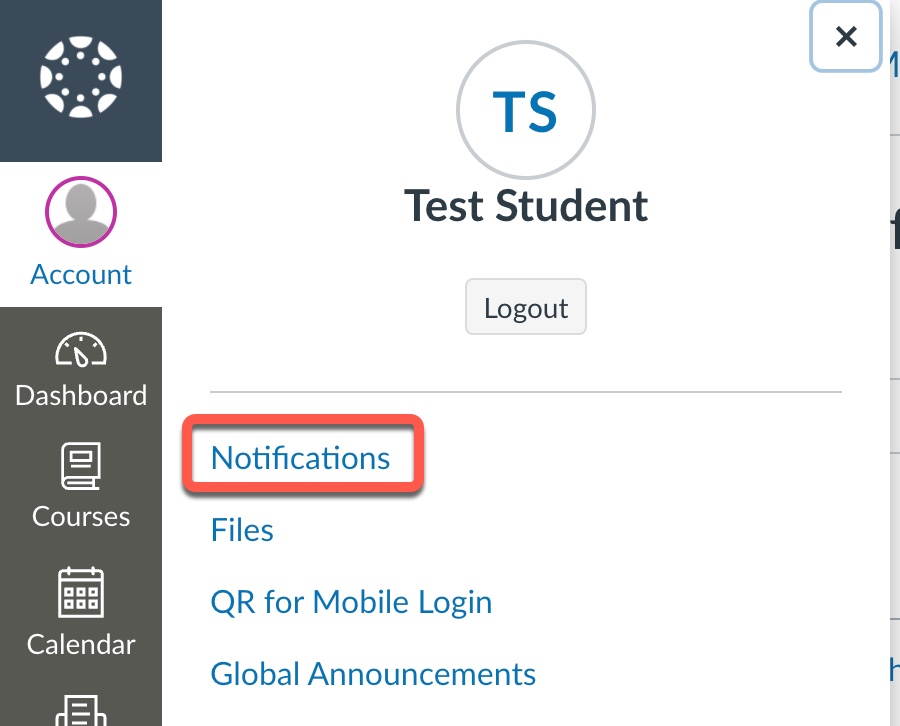 TS
Test Student
Logout
Account
Dashboard
Courses
Calendar
Notifications
Files
QR for Mobile Login
Global Announcements